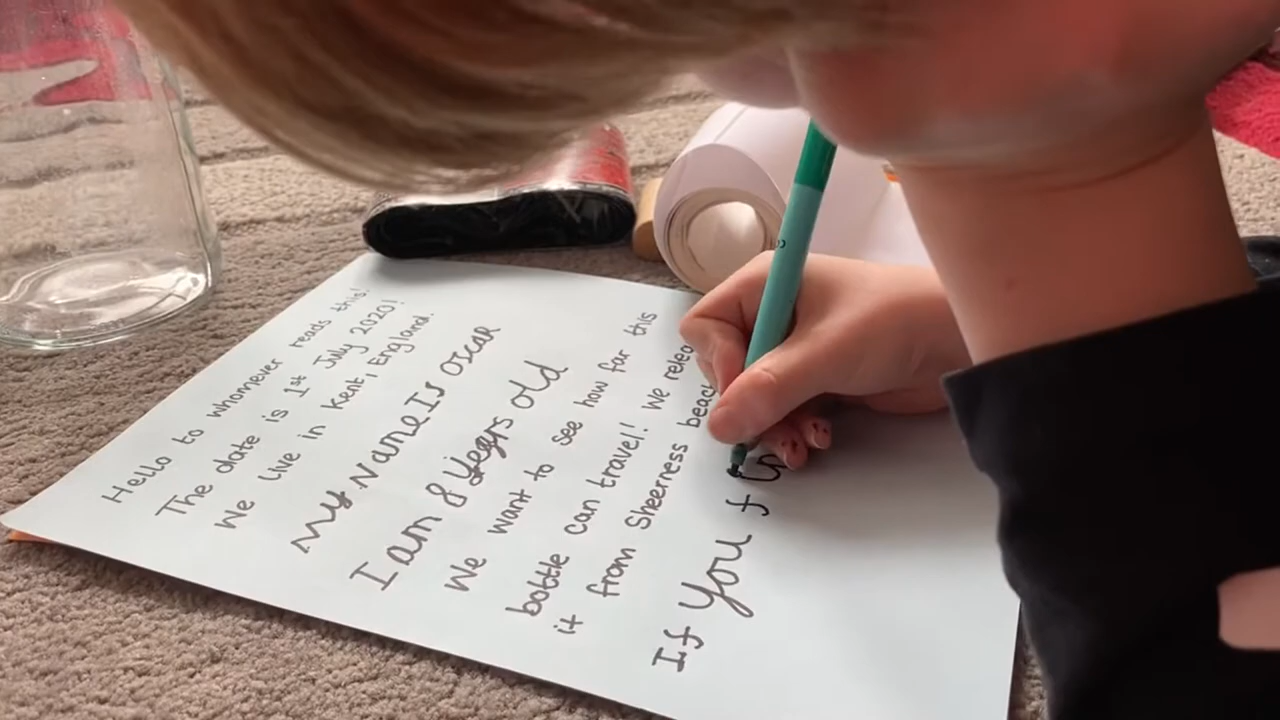 Hello to whomever reads this!
The date is 1st July 2020!
We live in Kent, England.
My Name Is Oscar
I am 8 Years old
We want to see how far this
bottle can travel! We
it from Sheerness
If You